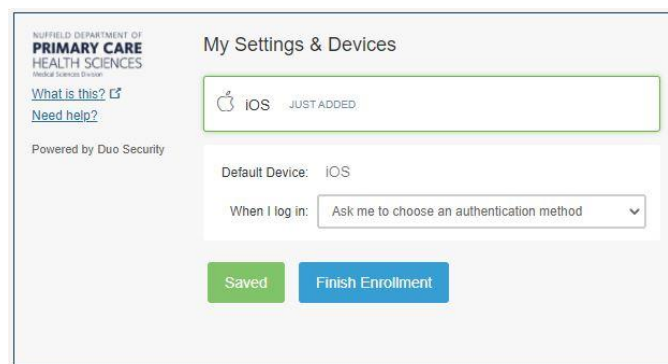 NUFFIELD DEPARTMENT OF
PRIMARY CARE
HEALTH SCIENCES
Medical Sciences Division
What is this?
Need help?
Powered by Duo Security
My Settings & Devices
iOS JUST ADDED
Default Device: iOS
When I log in: Ask me to choose an authentication method
Saved Finish Enrollment